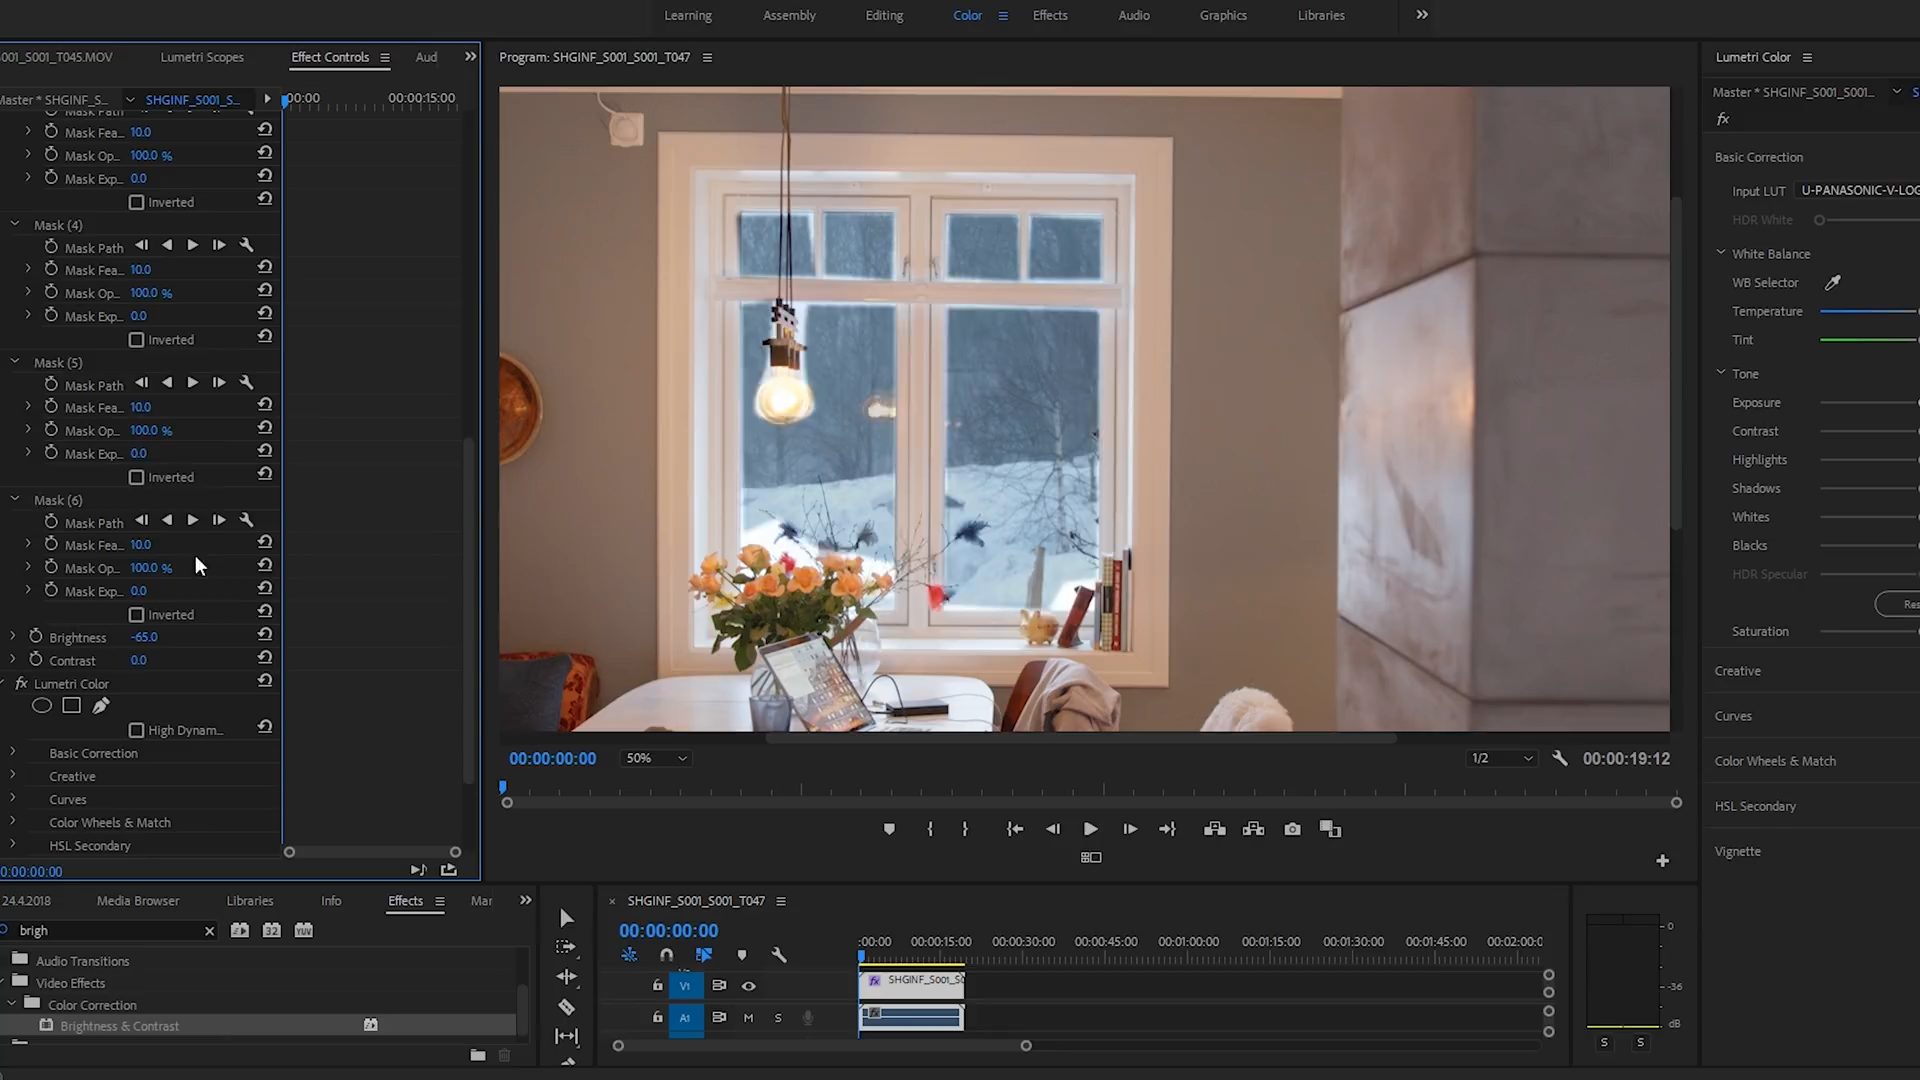 Learning Assembly Editing Color Effects Audio Graphics Libraries
001_S001_T045.MOV Lumetri Scopes Effect Controls Aud
Program: SHGINF_S001_S001_T047
Lumetri Color
Master * SHGINF_S... SHGINF_S001_S...
:00:00 00:00:15:00
Master * SHGINF_S001_S001...
fx
Mask Path
Mask Fea... 10.0
Mask Op... 100.0 %
Mask Exp... 0.0
Inverted
Mask (4)
Mask Path
Mask Fea... 10.0
Mask Op... 100.0 %
Mask Exp... 0.0
Inverted
Mask (5)
Mask Path
Mask Fea... 10.0
Mask Op... 100.0 %
Mask Exp... 0.0
Inverted
Mask (6)
Mask Path
Mask Fea... 10.0
Mask Op... 100.0 %
Mask Exp... 0.0
Inverted
Brightness -65.0
Contrast 0.0
fx Lumetri Color
High Dynam...
Basic Correction
Creative
Curves
Color Wheels & Match
HSL Secondary
0:00:00:00
Basic Correction
Input LUT U-PANASONIC-V-LOG
HDR White
White Balance
WB Selector
Temperature
Tint
Tone
Exposure
Contrast
Highlights
Shadows
Whites
Blacks
HDR Specular
Res
Saturation
Creative
Curves
Color Wheels & Match
HSL Secondary
Vignette
00:00:00:00 50% 1/2 00:00:19:12
24.4.2018 Media Browser Libraries Info Effects Mar
brigh
32 YUV
Audio Transitions
Video Effects
Color Correction
Brightness & Contrast
SHGINF_S001_S001_T047
00:00:00:00
:00:00 00:00:15:00 00:00:30:00 00:00:45:00 00:01:00:00 00:01:15:00 00:01:30:00 00:01:45:00 00:02:00:0
V1 fx SHGINF_S001_S0
A1 M S
0
-36
dB
S S